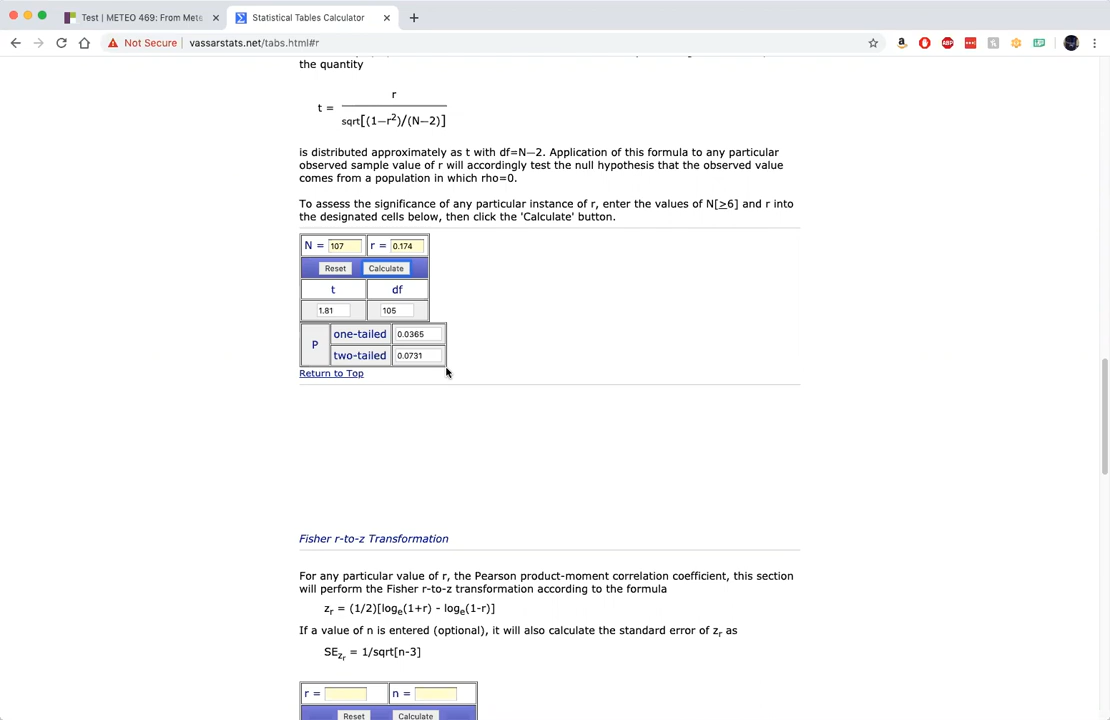 Test | METEO 469: From Mete
Statistical Tables Calculator
Not Secure | vassarstats.net/tabs.html#r
the quantity
r
t =
sqrt[(1—r2)/(N—2)]
is distributed approximately as t with df=N—2. Application of this formula to any particular
observed sample value of r will accordingly test the null hypothesis that the observed value
comes from a population in which rho=0.
To assess the significance of any particular instance of r, enter the values of N[>6] and r into
the designated cells below, then click the 'Calculate' button.
N = 107 r = 0.174
Reset Calculate
t df
1.81 105
P
one-tailed 0.0365
two-tailed 0.0731
Return to Top
Fisher r-to-z Transformation
For any particular value of r, the Pearson product-moment correlation coefficient, this section
will perform the Fisher r-to-z transformation according to the formula
zr = (1/2)[loge(1+r) - loge(1-r)]
If a value of n is entered (optional), it will also calculate the standard error of zr as
SEzr = 1/sqrt[n-3]
r = n =
Reset Calculate